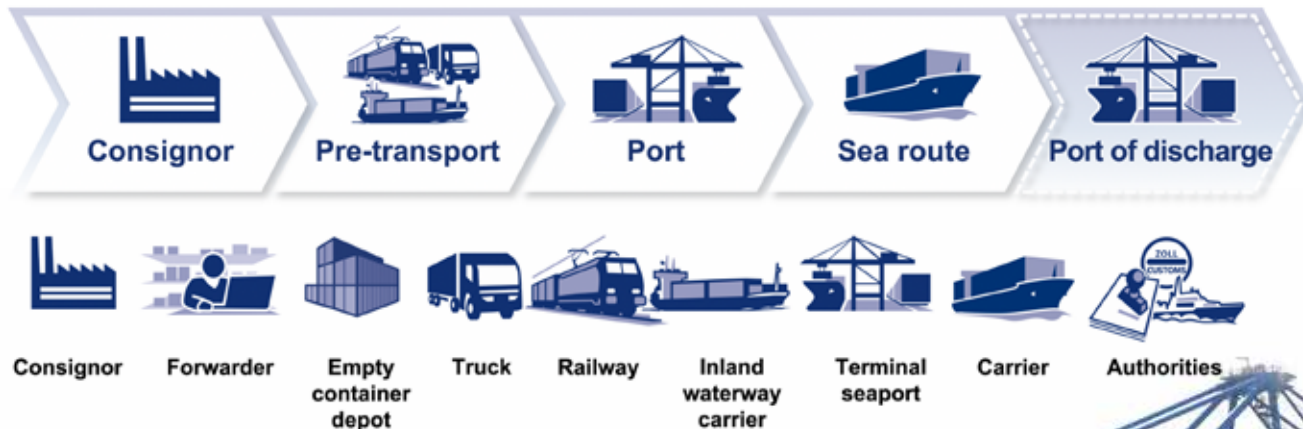 Consignor
Pre-transport
Port
Sea route
Port of discharge
ZOLL
CUSTOMS
Consignor
Forwarder
Empty
container
depot
Truck
Railway
Inland
waterway
carrier
Terminal
seaport
Carrier
Authorities